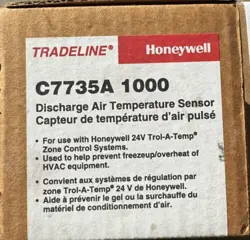 TRADELINE® Honeywell
C7735A 1000
Discharge Air Temperature Sensor
Capteur de température d'air pulsé
• For use with Honeywell 24V Trol-A-Temp®
Zone Control Systems.
• Used to help prevent freezeup/overheat of
HVAC equipment.
• Convient aux systèmes de régulation par
zone Trol-A-Temp® 24 V de Honeywell.
• Aide à prévenir le gel ou la surchauffe du
matériel de conditionnement d'air.